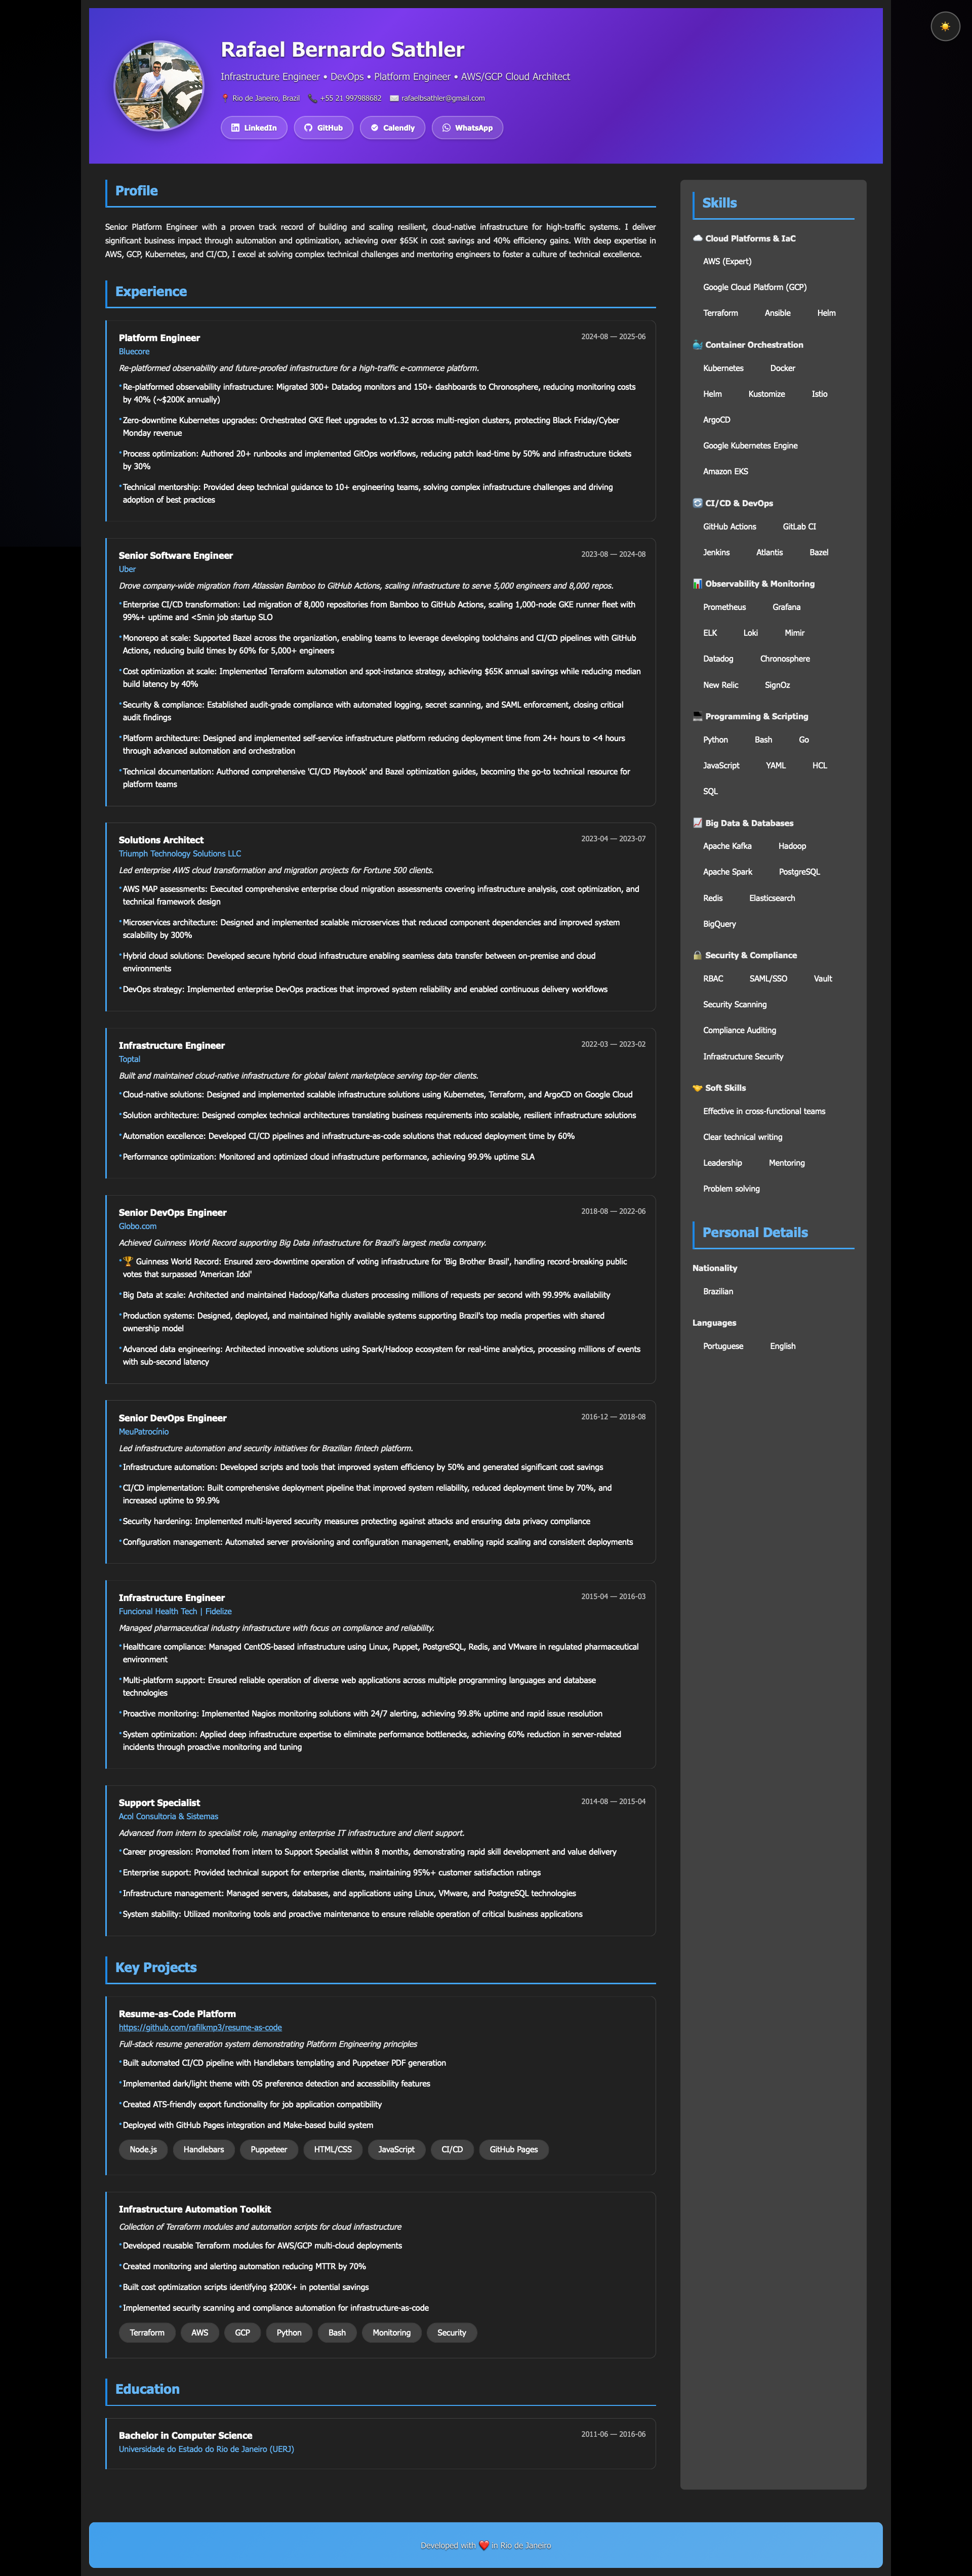 Rafael Bernardo Sathler
Infrastructure Engineer • DevOps • Platform Engineer • AWS/GCP Cloud Architect
📍 Rio de Janeiro, Brazil 📞 +55 21 997988682 ✉️ rafaelbsathler@gmail.com
LinkedIn GitHub Calendly WhatsApp
Profile
Senior Platform Engineer with a proven track record of building and scaling resilient, cloud-native infrastructure for high-traffic systems. I deliver
significant business impact through automation and optimization, achieving over $65K in cost savings and 40% efficiency gains. With deep expertise in
AWS, GCP, Kubernetes, and CI/CD, I excel at solving complex technical challenges and mentoring engineers to foster a culture of technical excellence.
Experience
Platform Engineer 2024-08 — 2025-06
Bluecore
Re-platformed observability and future-proofed infrastructure for a high-traffic e-commerce platform.
• Re-platformed observability infrastructure: Migrated 300+ Datadog monitors and 150+ dashboards to Chronosphere, reducing monitoring costs
by 40% (~$200K annually)
• Zero-downtime Kubernetes upgrades: Orchestrated GKE fleet upgrades to v1.32 across multi-region clusters, protecting Black Friday/Cyber
Monday revenue
• Process optimization: Authored 20+ runbooks and implemented GitOps workflows, reducing patch lead-time by 50% and infrastructure tickets
by 30%
• Technical mentorship: Provided deep technical guidance to 10+ engineering teams, solving complex infrastructure challenges and driving
adoption of best practices
Senior Software Engineer 2023-08 — 2024-08
Uber
Drove company-wide migration from Atlassian Bamboo to GitHub Actions, scaling infrastructure to serve 5,000 engineers and 8,000 repos.
• Enterprise CI/CD transformation: Led migration of 8,000 repositories from Bamboo to GitHub Actions, scaling 1,000-node GKE runner fleet with
99%+ uptime and <5min job startup SLO
• Monorepo at scale: Supported Bazel across the organization, enabling teams to leverage developing toolchains and CI/CD pipelines with GitHub
Actions, reducing build times by 60% for 5,000+ engineers
• Cost optimization at scale: Implemented Terraform automation and spot-instance strategy, achieving $65K annual savings while reducing median
build latency by 40%
• Security & compliance: Established audit-grade compliance with automated logging, secret scanning, and SAML enforcement, closing critical
audit findings
• Platform architecture: Designed and implemented self-service infrastructure platform reducing deployment time from 24+ hours to <4 hours
through advanced automation and orchestration
• Technical documentation: Authored comprehensive 'CI/CD Playbook' and Bazel optimization guides, becoming the go-to technical resource for
platform teams
Solutions Architect 2023-04 — 2023-07
Triumph Technology Solutions LLC
Led enterprise AWS cloud transformation and migration projects for Fortune 500 clients.
• AWS MAP assessments: Executed comprehensive enterprise cloud migration assessments covering infrastructure analysis, cost optimization, and
technical framework design
• Microservices architecture: Designed and implemented scalable microservices that reduced component dependencies and improved system
scalability by 300%
• Hybrid cloud solutions: Developed secure hybrid cloud infrastructure enabling seamless data transfer between on-premise and cloud
environments
• DevOps strategy: Implemented enterprise DevOps practices that improved system reliability and enabled continuous delivery workflows
Infrastructure Engineer 2022-03 — 2023-02
Toptal
Built and maintained cloud-native infrastructure for global talent marketplace serving top-tier clients.
• Cloud-native solutions: Designed and implemented scalable infrastructure solutions using Kubernetes, Terraform, and ArgoCD on Google Cloud
• Solution architecture: Designed complex technical architectures translating business requirements into scalable, resilient infrastructure solutions
• Automation excellence: Developed CI/CD pipelines and infrastructure-as-code solutions that reduced deployment time by 60%
• Performance optimization: Monitored and optimized cloud infrastructure performance, achieving 99.9% uptime SLA
Senior DevOps Engineer 2018-08 — 2022-06
Globo.com
Achieved Guinness World Record supporting Big Data infrastructure for Brazil's largest media company.
• 🏆 Guinness World Record: Ensured zero-downtime operation of voting infrastructure for 'Big Brother Brasil', handling record-breaking public
votes that surpassed 'American Idol'
• Big Data at scale: Architected and maintained Hadoop/Kafka clusters processing millions of requests per second with 99.99% availability
• Production systems: Designed, deployed, and maintained highly available systems supporting Brazil's top media properties with shared
ownership model
• Advanced data engineering: Architected innovative solutions using Spark/Hadoop ecosystem for real-time analytics, processing millions of events
with sub-second latency
Senior DevOps Engineer 2016-12 — 2018-08
MeuPatrocínio
Led infrastructure automation and security initiatives for Brazilian fintech platform.
• Infrastructure automation: Developed scripts and tools that improved system efficiency by 50% and generated significant cost savings
• CI/CD implementation: Built comprehensive deployment pipeline that improved system reliability, reduced deployment time by 70%, and
increased uptime to 99.9%
• Security hardening: Implemented multi-layered security measures protecting against attacks and ensuring data privacy compliance
• Configuration management: Automated server provisioning and configuration management, enabling rapid scaling and consistent deployments
Infrastructure Engineer 2015-04 — 2016-03
Funcional Health Tech | Fidelize
Managed pharmaceutical industry infrastructure with focus on compliance and reliability.
• Healthcare compliance: Managed CentOS-based infrastructure using Linux, Puppet, PostgreSQL, Redis, and VMware in regulated pharmaceutical
environment
• Multi-platform support: Ensured reliable operation of diverse web applications across multiple programming languages and database
technologies
• Proactive monitoring: Implemented Nagios monitoring solutions with 24/7 alerting, achieving 99.8% uptime and rapid issue resolution
• System optimization: Applied deep infrastructure expertise to eliminate performance bottlenecks, achieving 60% reduction in server-related
incidents through proactive monitoring and tuning
Support Specialist 2014-08 — 2015-04
Acol Consultoria & Sistemas
Advanced from intern to specialist role, managing enterprise IT infrastructure and client support.
• Career progression: Promoted from intern to Support Specialist within 8 months, demonstrating rapid skill development and value delivery
• Enterprise support: Provided technical support for enterprise clients, maintaining 95%+ customer satisfaction ratings
• Infrastructure management: Managed servers, databases, and applications using Linux, VMware, and PostgreSQL technologies
• System stability: Utilized monitoring tools and proactive maintenance to ensure reliable operation of critical business applications
Key Projects
Resume-as-Code Platform
https://github.com/rafilkmp3/resume-as-code
Full-stack resume generation system demonstrating Platform Engineering principles
• Built automated CI/CD pipeline with Handlebars templating and Puppeteer PDF generation
• Implemented dark/light theme with OS preference detection and accessibility features
• Created ATS-friendly export functionality for job application compatibility
• Deployed with GitHub Pages integration and Make-based build system
Node.js Handlebars Puppeteer HTML/CSS JavaScript CI/CD GitHub Pages
Infrastructure Automation Toolkit
Collection of Terraform modules and automation scripts for cloud infrastructure
• Developed reusable Terraform modules for AWS/GCP multi-cloud deployments
• Created monitoring and alerting automation reducing MTTR by 70%
• Built cost optimization scripts identifying $200K+ in potential savings
• Implemented security scanning and compliance automation for infrastructure-as-code
Terraform AWS GCP Python Bash Monitoring Security
Education
Bachelor in Computer Science 2011-06 — 2016-06
Universidade do Estado do Rio de Janeiro (UERJ)
Skills
☁️ Cloud Platforms & IaC
AWS (Expert)
Google Cloud Platform (GCP)
Terraform Ansible Helm
🐳 Container Orchestration
Kubernetes Docker
Helm Kustomize Istio
ArgoCD
Google Kubernetes Engine
Amazon EKS
🔄 CI/CD & DevOps
GitHub Actions GitLab CI
Jenkins Atlantis Bazel
📊 Observability & Monitoring
Prometheus Grafana
ELK Loki Mimir
Datadog Chronosphere
New Relic SignOz
💻 Programming & Scripting
Python Bash Go
JavaScript YAML HCL
SQL
📈 Big Data & Databases
Apache Kafka Hadoop
Apache Spark PostgreSQL
Redis Elasticsearch
BigQuery
🔒 Security & Compliance
RBAC SAML/SSO Vault
Security Scanning
Compliance Auditing
Infrastructure Security
🤝 Soft Skills
Effective in cross-functional teams
Clear technical writing
Leadership Mentoring
Problem solving
Personal Details
Nationality
Brazilian
Languages
Portuguese English
Developed with ❤️ in Rio de Janeiro